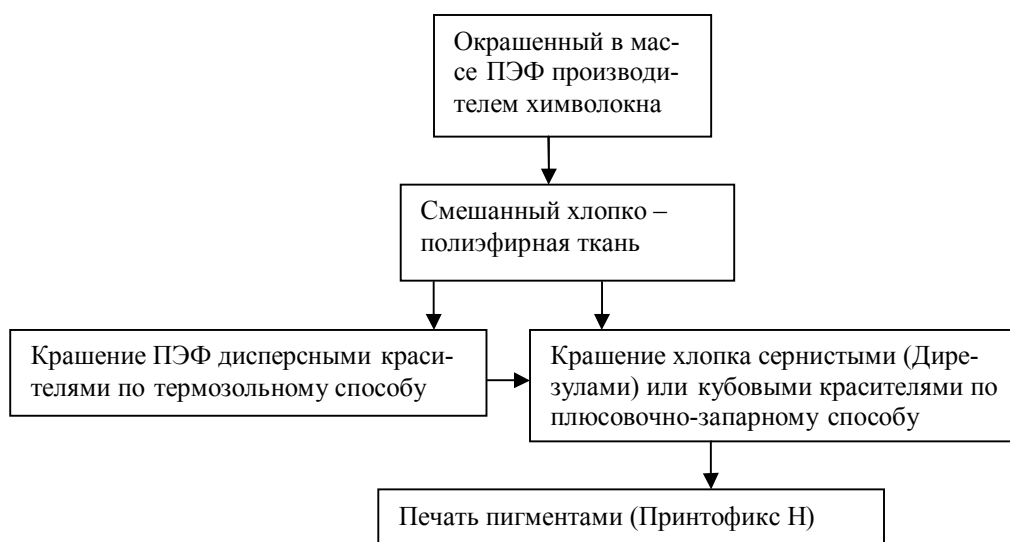 Окрашенный в мас-
се ПЭФ производи-
телем химволокна
Смешанный хлопко –
полиэфирная ткань
Крашение ПЭФ дисперсными краси-
телями по термозольному способу
Крашение хлопка сернистыми (Дире-
зулами) или кубовыми красителями по
плюсовочно-запарному способу
Печать пигментами (Принтофикс Н)